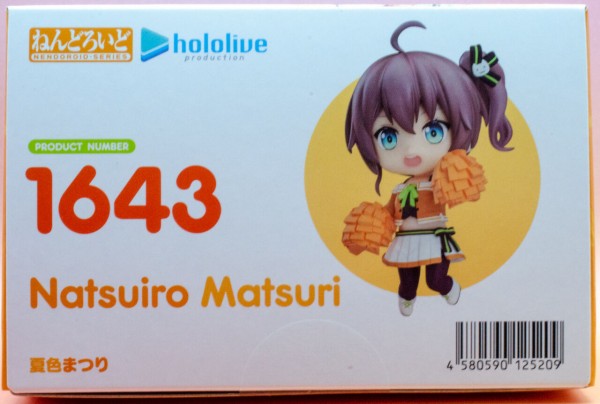 ねんどろいど
NENDOROID-SERIES
hololive
production
PRODUCT NUMBER
1643
Natsuiro Matsuri
夏色まつり
4 580590 125209